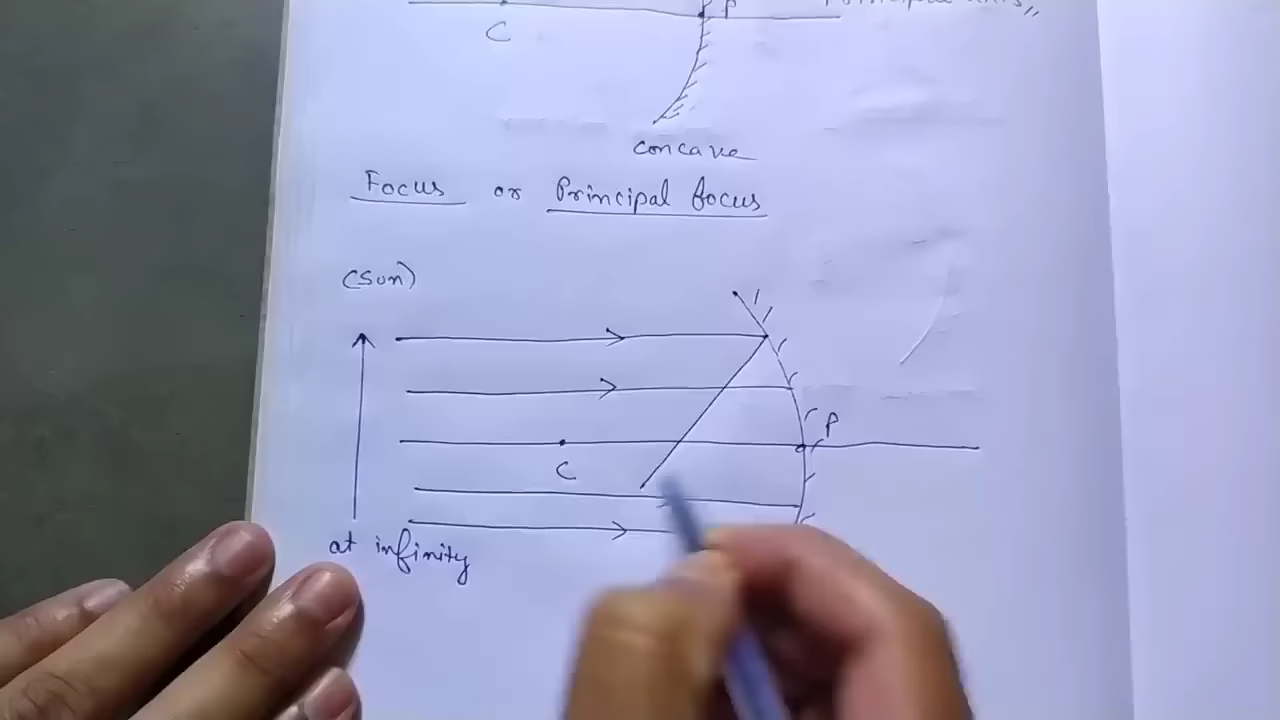 P
C
concave
Focus or Principal focus
(Sun)
P
C
at infinity